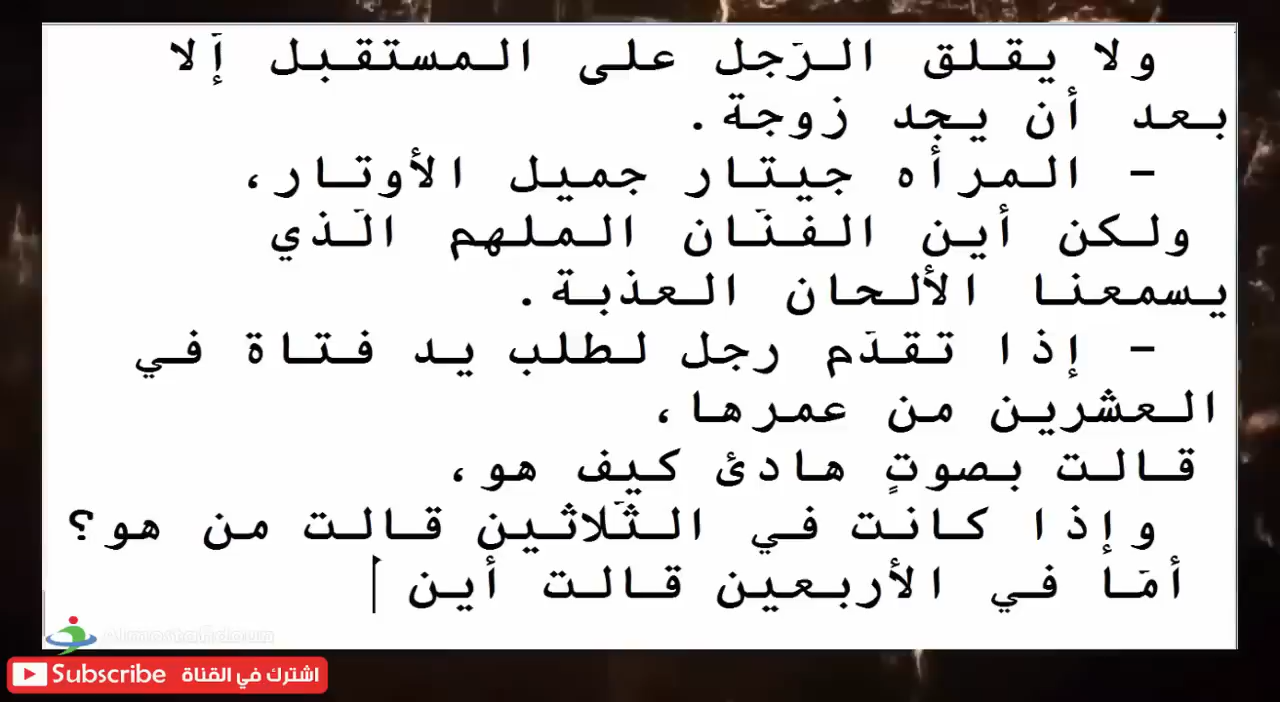 ولا يقلق الرّجل على المستقبل إلّا
بعد أن يجد زوجة.
- المرأه جيتار جميل الأوتار،
ولكن أين الفنّان الملهم الّذي
يسمعنا الألحان العذبة.
- إذا تقدّم رجل لطلب يد فتاة في
العشرين من عمرها،
قالت بصوتٍ هادئ كيف هو،
وإذا كانت في الثّلاثين قالت من هو؟
أمّا في الأربعين قالت أين
Subscribe اشترك في القناة